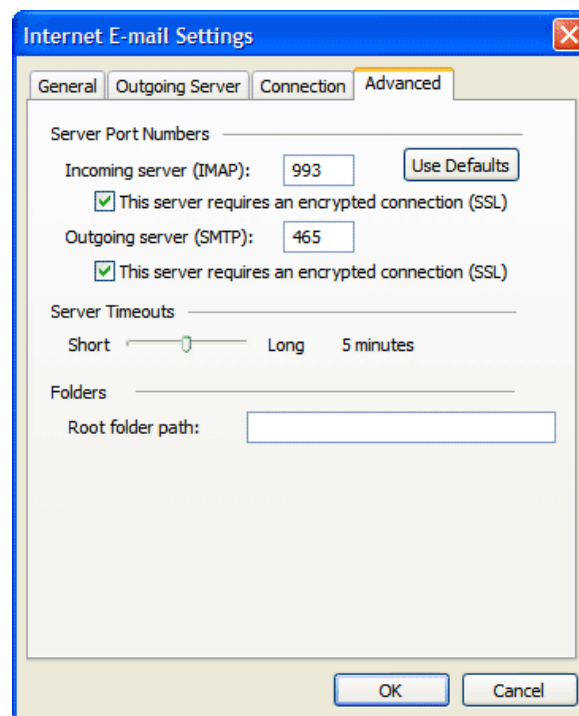 Internet E-mail Settings
General Outgoing Server Connection Advanced
Server Port Numbers
Incoming server (IMAP): 993 Use Defaults
This server requires an encrypted connection (SSL)
Outgoing server (SMTP): 465
This server requires an encrypted connection (SSL)
Server Timeouts
Short Long 5 minutes
Folders
Root folder path:
OK Cancel